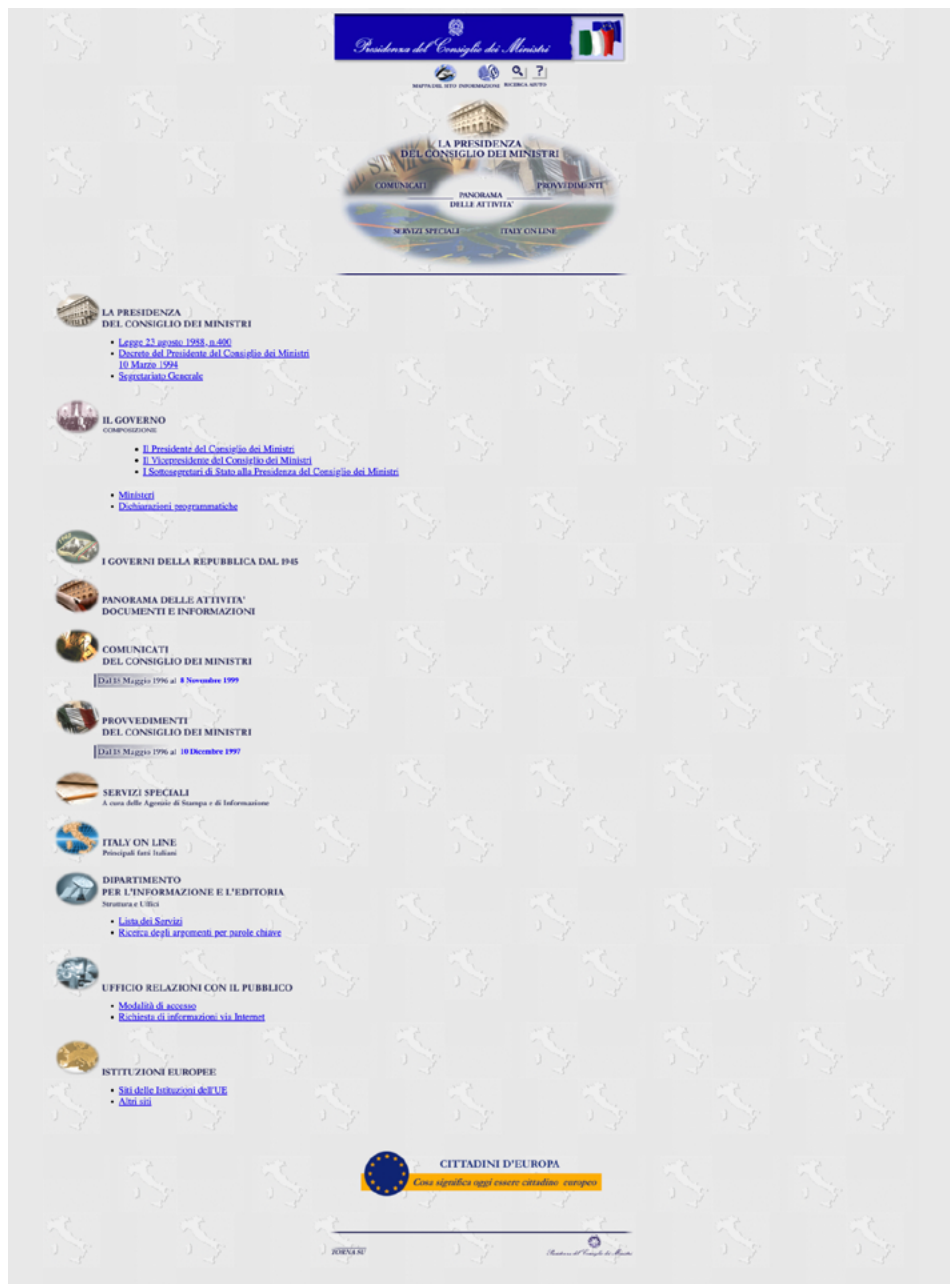 Presidenza del Consiglio dei Ministri
MAPPA DEL SITO INFORMAZIONI RICERCA AIUTO
LA PRESIDENZA
DEL CONSIGLIO DEI MINISTRI
COMUNICATI
PROVVEDIMENTI
PANORAMA
DELLE ATTIVITA'
SERVIZI SPECIALI
ITALY ON LINE
LA PRESIDENZA
DEL CONSIGLIO DEI MINISTRI
• Legge 23 agosto 1988, n.400
• Decreto del Presidente del Consiglio dei Ministri
10 Marzo 1994
• Segretariato Generale
IL GOVERNO
COMPOSIZIONE
• Il Presidente del Consiglio dei Ministri
• Il Vicepresidente del Consiglio dei Ministri
• I Sottosegretari di Stato alla Presidenza del Consiglio dei Ministri
• Ministeri
• Dichiarazioni programmatiche
I GOVERNI DELLA REPUBBLICA DAL 1945
PANORAMA DELLE ATTIVITA'
DOCUMENTI E INFORMAZIONI
COMUNICATI
DEL CONSIGLIO DEI MINISTRI
Dal 18 Maggio 1996 al 8 Novembre 1999
PROVVEDIMENTI
DEL CONSIGLIO DEI MINISTRI
Dal 18 Maggio 1996 al 10 Dicembre 1997
SERVIZI SPECIALI
A cura delle Agenzie di Stampa e di Informazione
ITALY ON LINE
Principali fatti Italiani
DIPARTIMENTO
PER L'INFORMAZIONE E L'EDITORIA
Struttura e Uffici
• Lista dei Servizi
• Ricerca degli argomenti per parole chiave
UFFICIO RELAZIONI CON IL PUBBLICO
• Modalità di accesso
• Richiesta di informazioni via Internet
ISTITUZIONI EUROPEE
• Siti delle Istituzioni dell'UE
• Altri siti
CITTADINI D'EUROPA
Cosa significa oggi essere cittadino europeo
TORNA SU
Presidenza del Consiglio dei Ministri